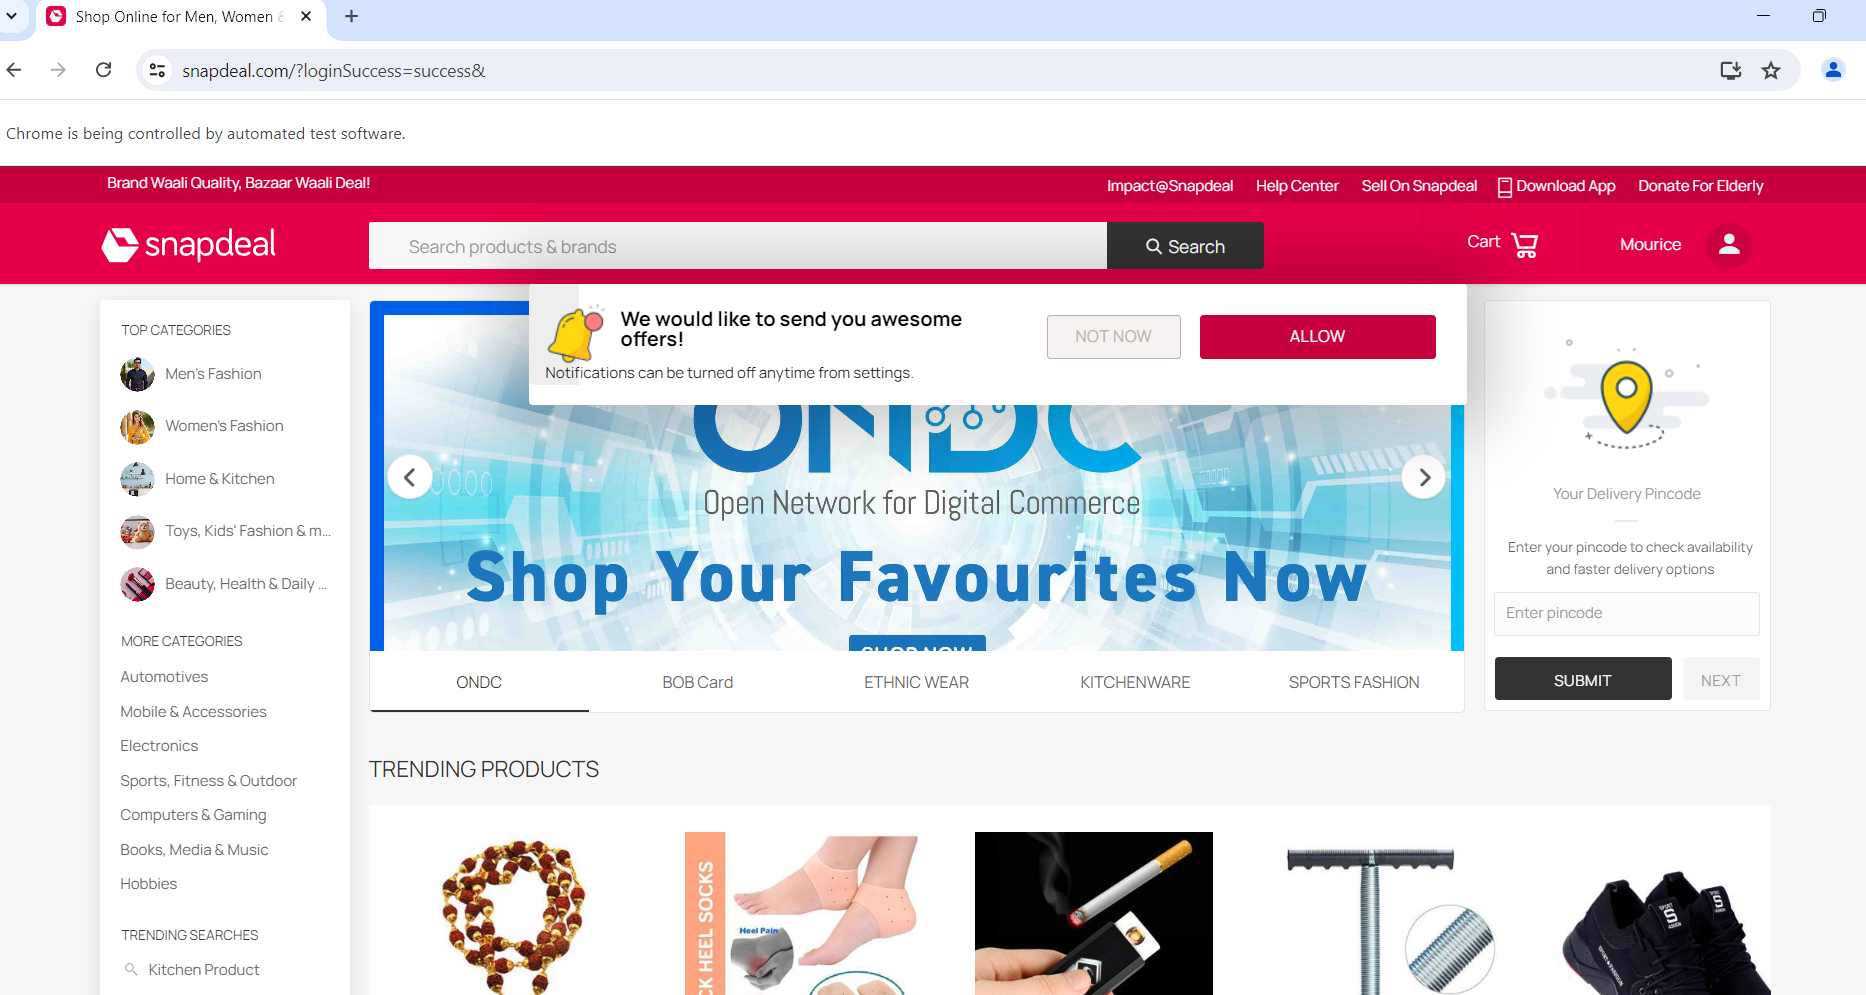 Shop Online for Men, Women &
snapdeal.com/?loginSuccess=success&
Chrome is being controlled by automated test software.
Brand Waali Quality, Bazaar Waali Deal!
Impact@Snapdeal Help Center Sell On Snapdeal Download App Donate For Elderly
snapdeal
Search products & brands
Search
Cart
Mourice
We would like to send you awesome
offers!
Notifications can be turned off anytime from settings.
NOT NOW
ALLOW
TOP CATEGORIES
Men's Fashion
Women's Fashion
Home & Kitchen
Toys, Kids' Fashion & m...
Beauty, Health & Daily ...
MORE CATEGORIES
Automotives
Mobile & Accessories
Electronics
Sports, Fitness & Outdoor
Computers & Gaming
Books, Media & Music
Hobbies
TRENDING SEARCHES
Kitchen Product
ONDC
Open Network for Digital Commerce
Shop Your Favourites Now
SHOP NOW
ONDC BOB Card ETHNIC WEAR KITCHENWARE SPORTS FASHION
Your Delivery Pincode
Enter your pincode to check availability
and faster delivery options
Enter pincode
SUBMIT
NEXT
TRENDING PRODUCTS
CK HEEL SOCKS
Heel Pain